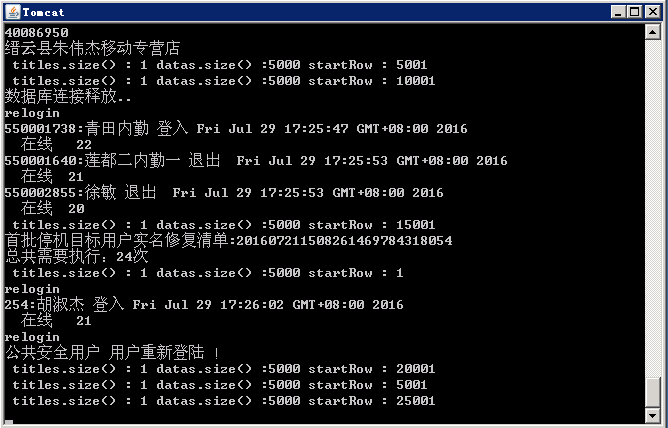 Tomcat
40086950
缙云县朱伟杰移动专营店
titles.size() : 1 datas.size() :5000 startRow : 5001
titles.size() : 1 datas.size() :5000 startRow : 10001
数据库连接释放..
relogin
550001738:青田内勤 登入 Fri Jul 29 17:25:47 GMT+08:00 2016
在线 22
550001640:莲都二内勤一 退出 Fri Jul 29 17:25:53 GMT+08:00 2016
在线 21
550002855:徐敏 退出 Fri Jul 29 17:25:53 GMT+08:00 2016
在线 20
titles.size() : 1 datas.size() :5000 startRow : 15001
首批停机目标用户实名修复清单:201607211508261469784318054
总共需要执行：24次
titles.size() : 1 datas.size() :5000 startRow : 1
relogin
254:胡淑杰 登入 Fri Jul 29 17:26:02 GMT+08:00 2016
在线 21
relogin
公共安全用户 用户重新登陆 !
titles.size() : 1 datas.size() :5000 startRow : 20001
titles.size() : 1 datas.size() :5000 startRow : 5001
titles.size() : 1 datas.size() :5000 startRow : 25001